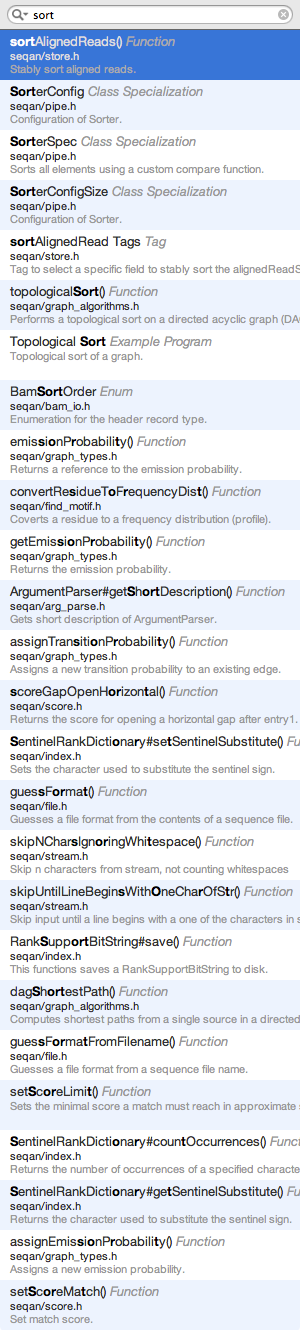 sort
sortAlignedReads() Function
seqan/store.h
Stably sort aligned reads.
SorterConfig Class Specialization
seqan/pipe.h
Configuration of Sorter.
SorterSpec Class Specialization
seqan/pipe.h
Sorts all elements using a custom compare function.
SorterConfigSize Class Specialization
seqan/pipe.h
Configuration of Sorter.
sortAlignedRead Tags Tag
seqan/store.h
Tag to select a specific field to stably sort the alignedReadS
topologicalSort() Function
seqan/graph_algorithms.h
Performs a topological sort on a directed acyclic graph (DAG
Topological Sort Example Program
Topological sort of a graph.
BamSortOrder Enum
seqan/bam_io.h
Enumeration for the header record type.
emissionProbability() Function
seqan/graph_types.h
Returns a reference to the emission probability.
convertResidueToFrequencyDist() Function
seqan/find_motif.h
Coverts a residue to a frequency distribution (profile).
getEmissionProbability() Function
seqan/graph_types.h
Returns the emission probability.
ArgumentParser#getShortDescription() Function
seqan/arg_parse.h
Gets short description of ArgumentParser.
assignTransitionProbability() Function
seqan/graph_types.h
Assigns a new transition probability to an existing edge.
scoreGapOpenHorizontal() Function
seqan/score.h
Returns the score for opening a horizontal gap after entry1.
SentinelRankDictionary#setSentinelSubstitute() Fu
seqan/index.h
Sets the character used to substitute the sentinel sign.
guessFormat() Function
seqan/file.h
Guesses a file format from the contents of a sequence file.
skipNCharsIgnoringWhitespace() Function
seqan/stream.h
Skip n characters from stream, not counting whitespaces
skipUntilLineBeginsWithOneCharOfStr() Function
seqan/stream.h
Skip input until a line begins with a one of the characters in s
RankSupportBitString#save() Function
seqan/index.h
This functions saves a RankSupportBitString to disk.
dagShortestPath() Function
seqan/graph_algorithms.h
Computes shortest paths from a single source in a directed
guessFormatFromFilename() Function
seqan/file.h
Guesses a file format from a sequence file name.
setScoreLimit() Function
Sets the minimal score a match must reach in approximate s
SentinelRankDictionary#countOccurrences() Funct
seqan/index.h
Returns the number of occurrences of a specified characte
SentinelRankDictionary#getSentinelSubstitute() Fu
seqan/index.h
Returns the character used to substitute the sentinel sign.
assignEmissionProbability() Function
seqan/graph_types.h
Assigns a new emission probability.
setScoreMatch() Function
seqan/score.h
Set match score.